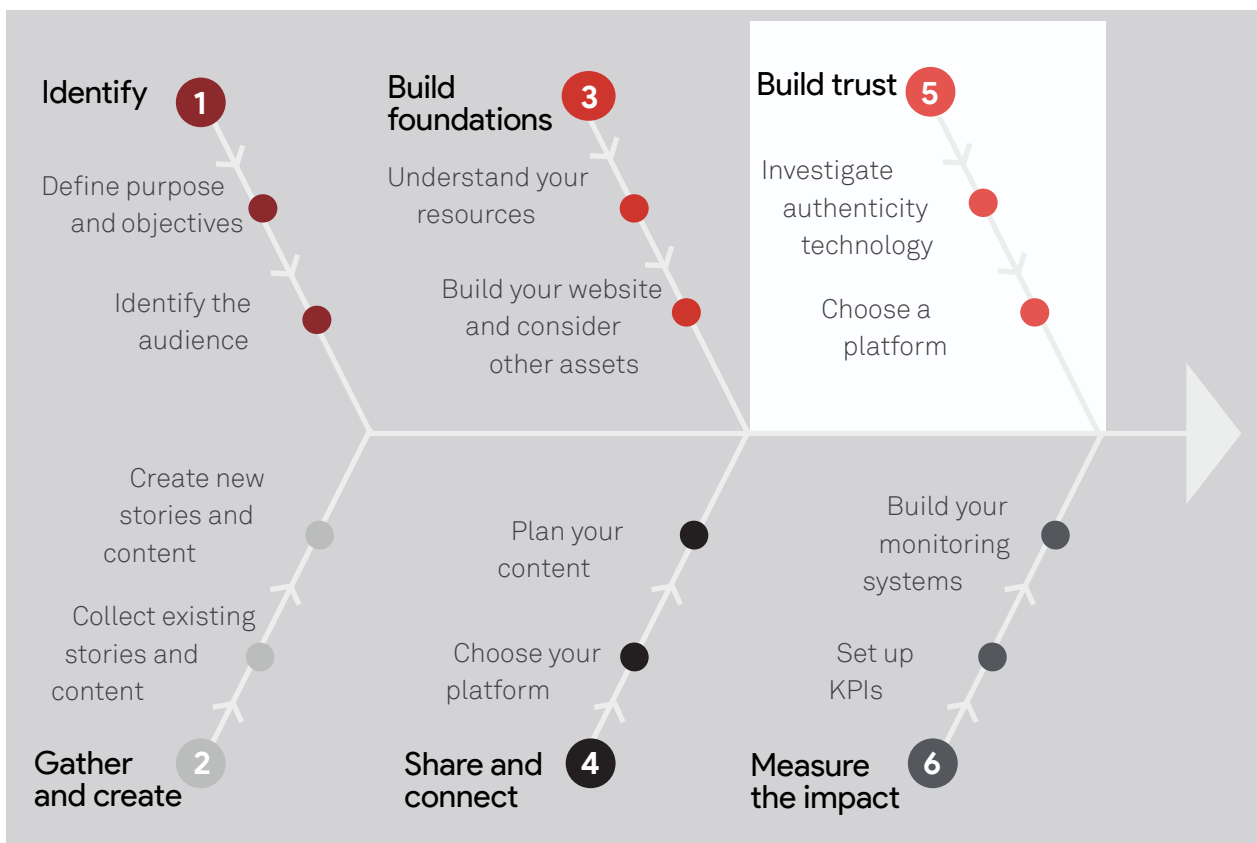 Identify
1
Define purpose
and objectives
Identify the
audience
Build
foundations
3
Understand your
resources
Build your website
and consider
other assets
Build trust
5
Investigate
authenticity
technology
Choose a
platform
Create new
stories and
content
Collect existing
stories and
content
Gather
and create
2
Plan your
content
Choose your
platform
Share and
connect
4
Build your
monitoring
systems
Set up
KPIs
Measure
the impact
6